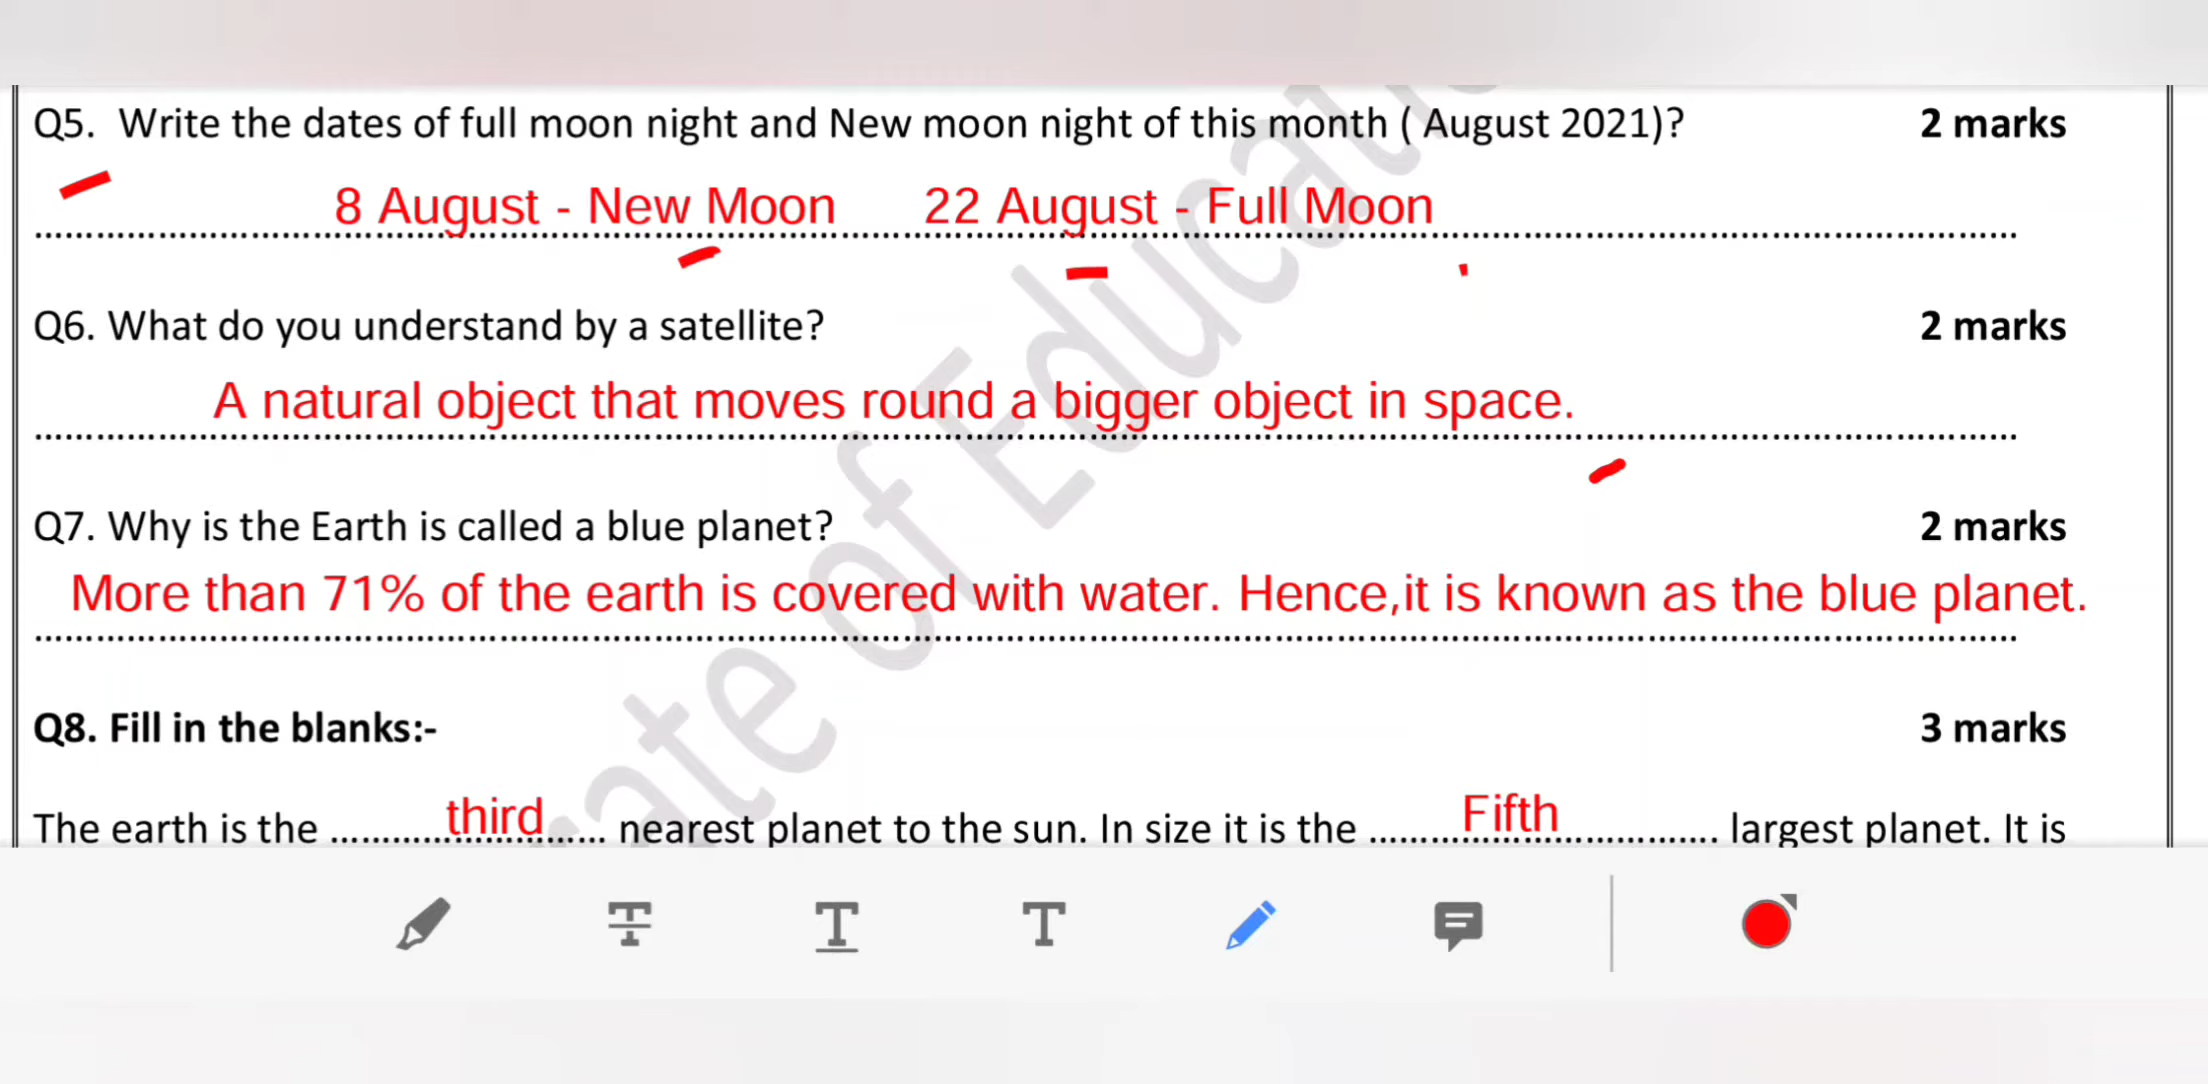 Q5. Write the dates of full moon night and New moon night of this month ( August 2021)? 2 marks
8 August - New Moon 22 August - Full Moon
Q6. What do you understand by a satellite? 2 marks
A natural object that moves round a bigger object in space.
Q7. Why is the Earth is called a blue planet? 2 marks
More than 71% of the earth is covered with water. Hence,it is known as the blue planet.
Q8. Fill in the blanks:- 3 marks
The earth is the ............third............ nearest planet to the sun. In size it is the .........Fifth................ largest planet. It is